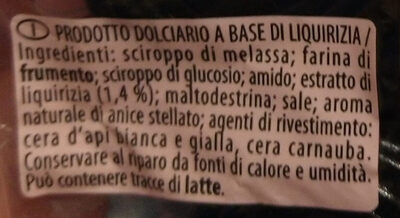 I PRODOTTO DOLCIARIO A BASE DI LIQUIRIZIA /
Ingredienti: sciroppo di melassa; farina di
frumento; sciroppo di glucosio; amido; estratto di
liquirizia (1,4 %); maltodestrina; sale; aroma
naturale di anice stellato; agenti di rivestimento:
cera d'api bianca e gialla, cera carnauba.
Conservare al riparo da fonti di calore e umidità.
Può contenere tracce di latte.